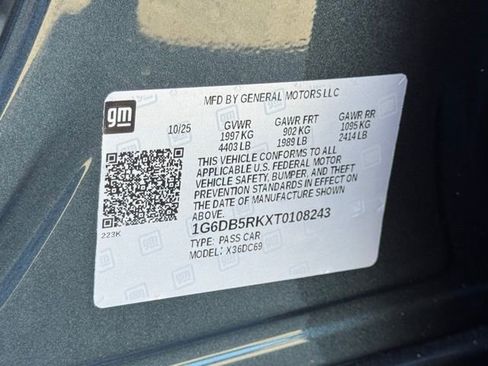 MFD BY GENERAL MOTORS LLC
gm
10/25 GVWR GAWR FRT GAWR RR
1997 KG 902 KG 1095 KG
4403 LB 1989 LB 2414 LB
THIS VEHICLE CONFORMS TO ALL
APPLICABLE U.S. FEDERAL MOTOR
VEHICLE SAFETY, BUMPER, AND THEFT
PREVENTION STANDARDS IN EFFECT ON
THE DATE OF MANUFACTURE SHOWN
ABOVE.
223K
1G6DB5RKXT0108243
TYPE: PASS CAR
MODEL: X36DC69